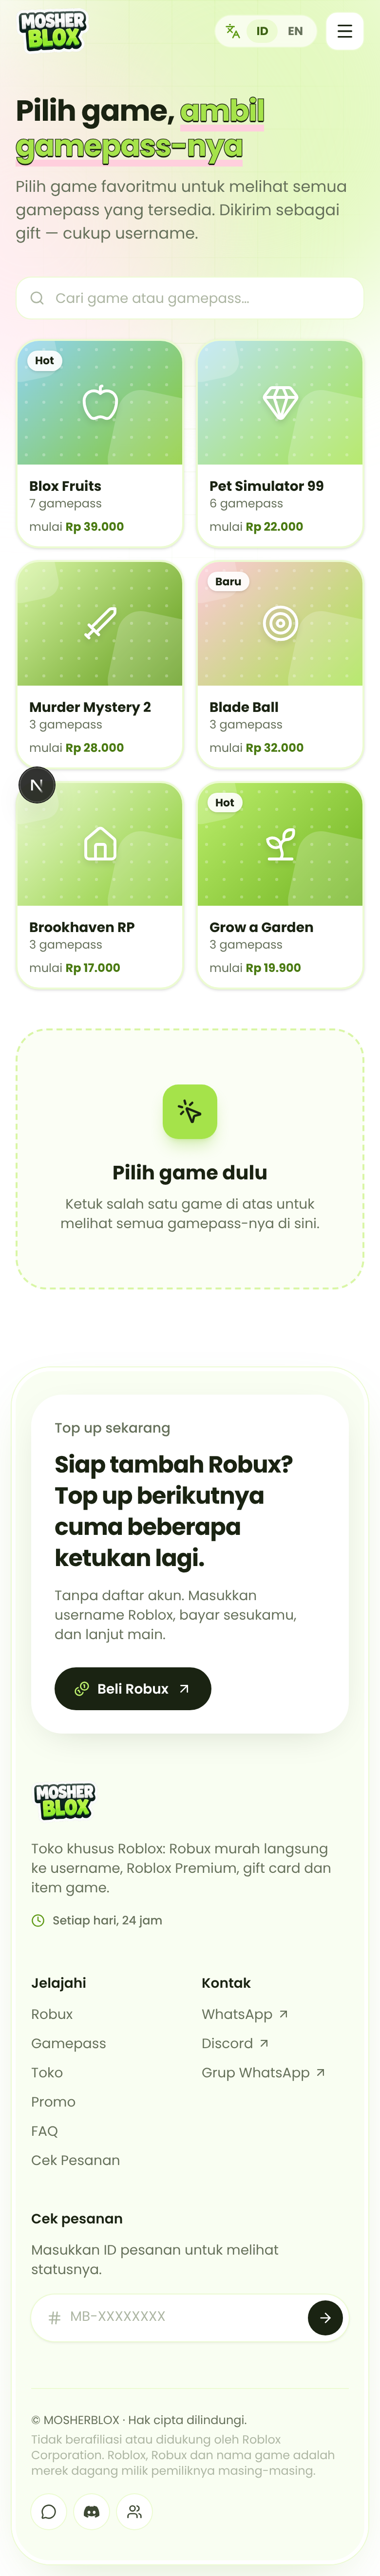 MOSHER
BLOX
ID EN
Pilih game, ambil
gamepass-nya
Pilih game favoritmu untuk melihat semua
gamepass yang tersedia. Dikirim sebagai
gift — cukup username.
Cari game atau gamepass...
Hot
Blox Fruits
7 gamepass
mulai Rp 39.000
Pet Simulator 99
6 gamepass
mulai Rp 22.000
Murder Mystery 2
3 gamepass
mulai Rp 28.000
Baru
Blade Ball
3 gamepass
mulai Rp 32.000
N
Brookhaven RP
3 gamepass
mulai Rp 17.000
Hot
Grow a Garden
3 gamepass
mulai Rp 19.900
Pilih game dulu
Ketuk salah satu game di atas untuk
melihat semua gamepass-nya di sini.
Top up sekarang
Siap tambah Robux?
Top up berikutnya
cuma beberapa
ketukan lagi.
Tanpa daftar akun. Masukkan
username Roblox, bayar sesukamu,
dan lanjut main.
Beli Robux
MOSHER
BLOX
Toko khusus Roblox: Robux murah langsung
ke username, Roblox Premium, gift card dan
item game.
Setiap hari, 24 jam
Jelajahi
Robux
Gamepass
Toko
Promo
FAQ
Cek Pesanan
Kontak
WhatsApp
Discord
Grup WhatsApp
Cek pesanan
Masukkan ID pesanan untuk melihat
statusnya.
MB-XXXXXXXX
© MOSHERBLOX · Hak cipta dilindungi.
Tidak berafiliasi atau didukung oleh Roblox
Corporation. Roblox, Robux dan nama game adalah
merek dagang milik pemiliknya masing-masing.